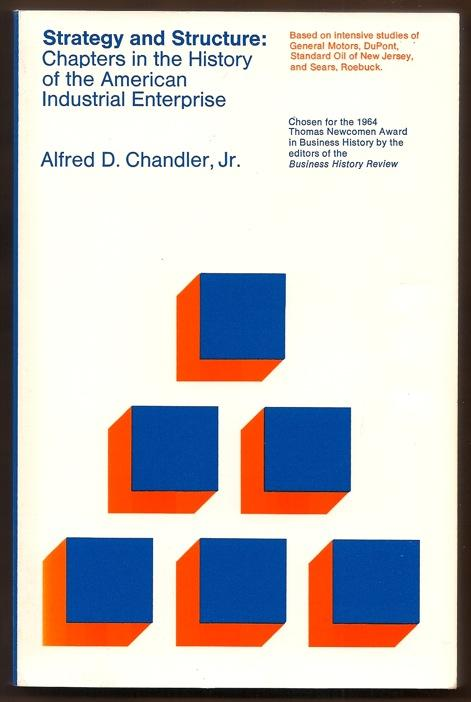 Strategy and Structure:
Chapters in the History
of the American
Industrial Enterprise
Alfred D. Chandler, Jr.
Based on intensive studies of
General Motors, DuPont,
Standard Oil of New Jersey,
and Sears, Roebuck.
Chosen for the 1964
Thomas Newcomen Award
in Business History by the
editors of the
Business History Review